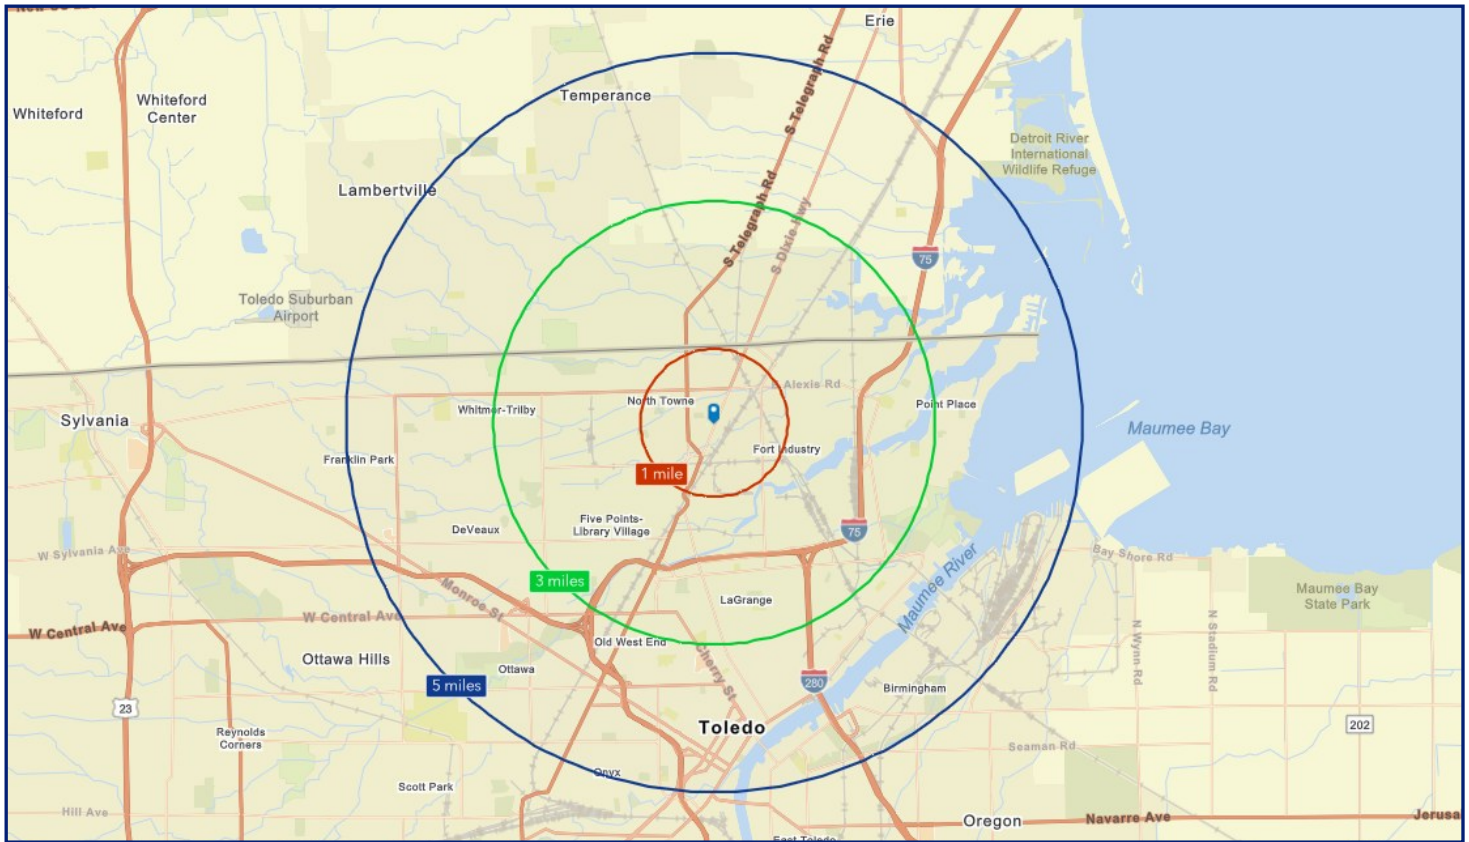 Erie
S Telegraph Rd
Temperance
Whiteford
Center
Whiteford
Detroit River
International
Wildlife Refuge
Lambertville
S Telegraph Rd
S Dixie Hwy
75
Toledo Suburban
Airport
E Alexis Rd
North Towne
Whitmer-Trilby
Point Place
Sylvania
Maumee Bay
Franklin Park
Fort Industry
1 mile
Five Points-
Library Village
DeVeaux
75
W Sylvania Ave
Bay Shore Rd
3 miles
Monroe St
Maumee River
Maumee Bay
State Park
LaGrange
W Central Ave
W Central Ave
Old West End
Cherry St
N Wynn Rd
N Stadium Rd
Ottawa Hills
Ottawa
5 miles
280
Birmingham
23
Toledo
202
Reynolds
Corners
Seaman Rd
Onyx
Scott Park
Hill Ave
Oregon
Navarre Ave
Jerusa
East Toledo